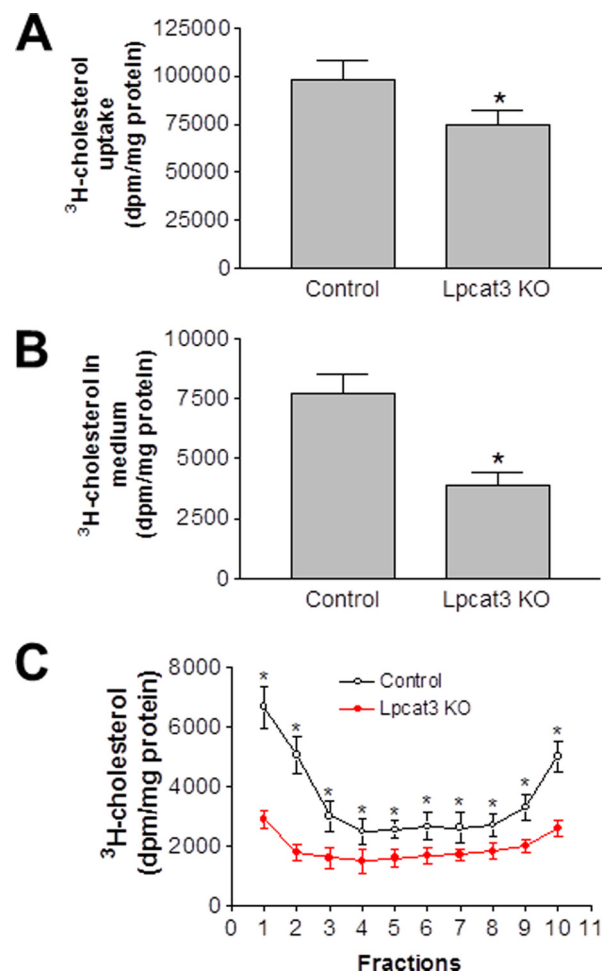 A
³H-cholesterol
uptake
(dpm/mg protein)
125000
100000
75000
50000
25000
0
*
Control
Lpcat3 KO
B
³H-cholesterol in
medium
(dpm/mg protein)
10000
7500
5000
2500
0
*
Control
Lpcat3 KO
C
³H-cholesterol
(dpm/mg protein)
8000
6000
4000
2000
0
Control
Lpcat3 KO
* * * * * * * * * *
0 1 2 3 4 5 6 7 8 9 10 11
Fractions